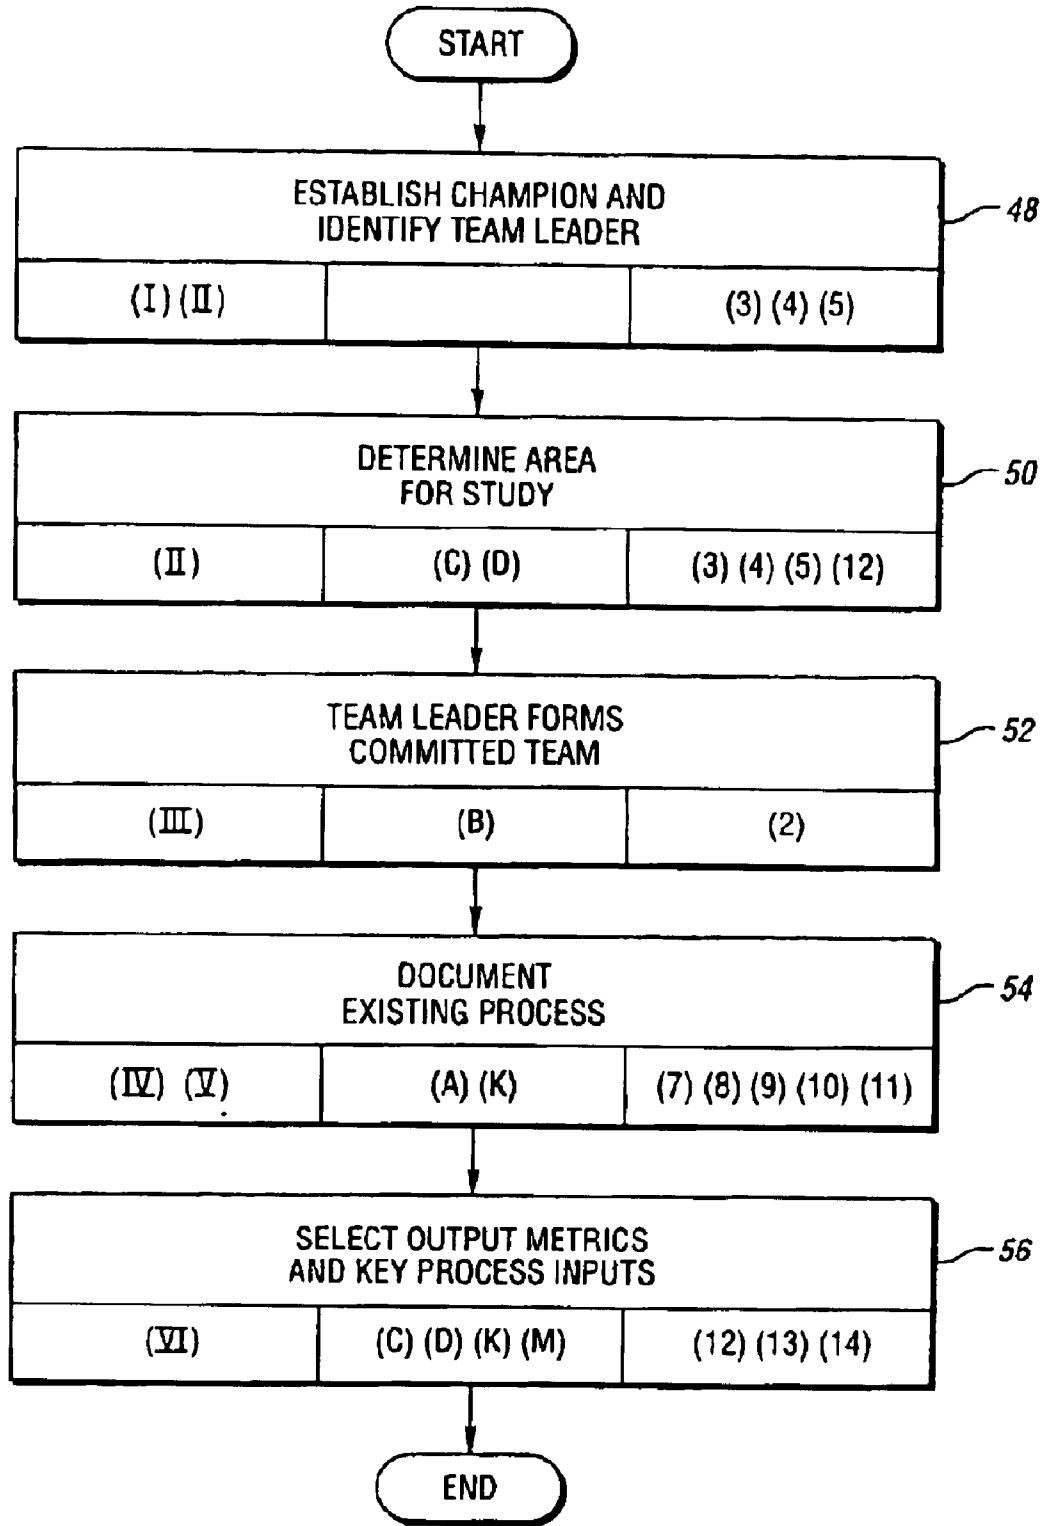 START
ESTABLISH CHAMPION AND
IDENTIFY TEAM LEADER
48
(I) (II)
(3) (4) (5)
DETERMINE AREA
FOR STUDY
50
(II)
(C) (D)
(3) (4) (5) (12)
TEAM LEADER FORMS
COMMITTED TEAM
52
(III)
(B)
(2)
DOCUMENT
EXISTING PROCESS
54
(IV) (V)
(A) (K)
(7) (8) (9) (10) (11)
SELECT OUTPUT METRICS
AND KEY PROCESS INPUTS
56
(VI)
(C) (D) (K) (M)
(12) (13) (14)
END